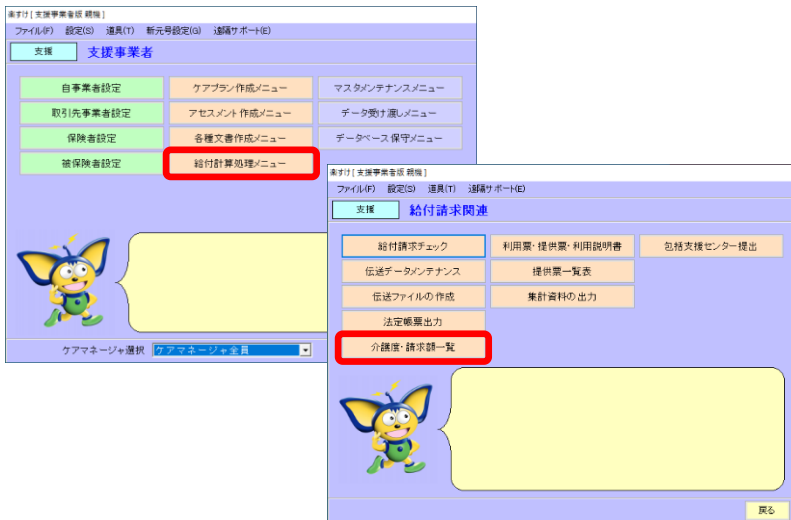 楽すけ [ 支援事業者版 親機 ]
ファイル(F) 設定(S) 道具(T) 新元号設定(G) 遠隔サポート(E)
支援 支援事業者
自事業者設定 ケアプラン作成メニュー マスタメンテナンスメニュー
取引先事業者設定 アセスメント作成メニュー データ受け渡しメニュー
保険者設定 各種文書作成メニュー データベース保守メニュー
被保険者設定 給付計算処理メニュー
ケアマネージャ選択 ケアマネージャ全員
楽すけ [ 支援事業者版 親機 ]
ファイル(F) 設定(S) 道具(T) 遠隔サポート(E)
支援 給付請求関連
給付請求チェック 利用票・提供票・利用説明書 包括支援センター提出
伝送データメンテナンス 提供票一覧表
伝送ファイルの作成 集計資料の出力
法定帳票出力
介護度・請求額一覧
戻る